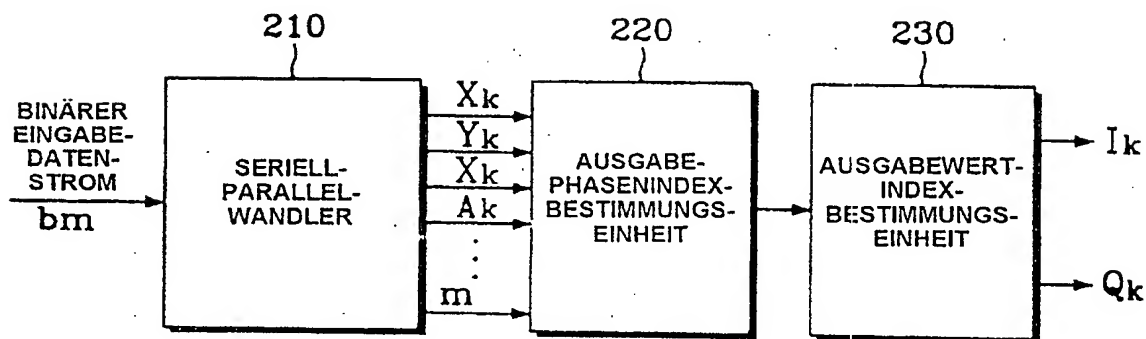 210
220
230
BINÄRER
EINGABE-
DATEN-
STROM
bm
SERIELL-
PARALLEL-
WANDLER
Xk
Yk
Xk
Ak
m
AUSGABE-
PHASENINDEX-
BESTIMMUNGS-
EINHEIT
AUSGABEWERT-
INDEX-
BESTIMMUNGS-
EINHEIT
Ik
Qk